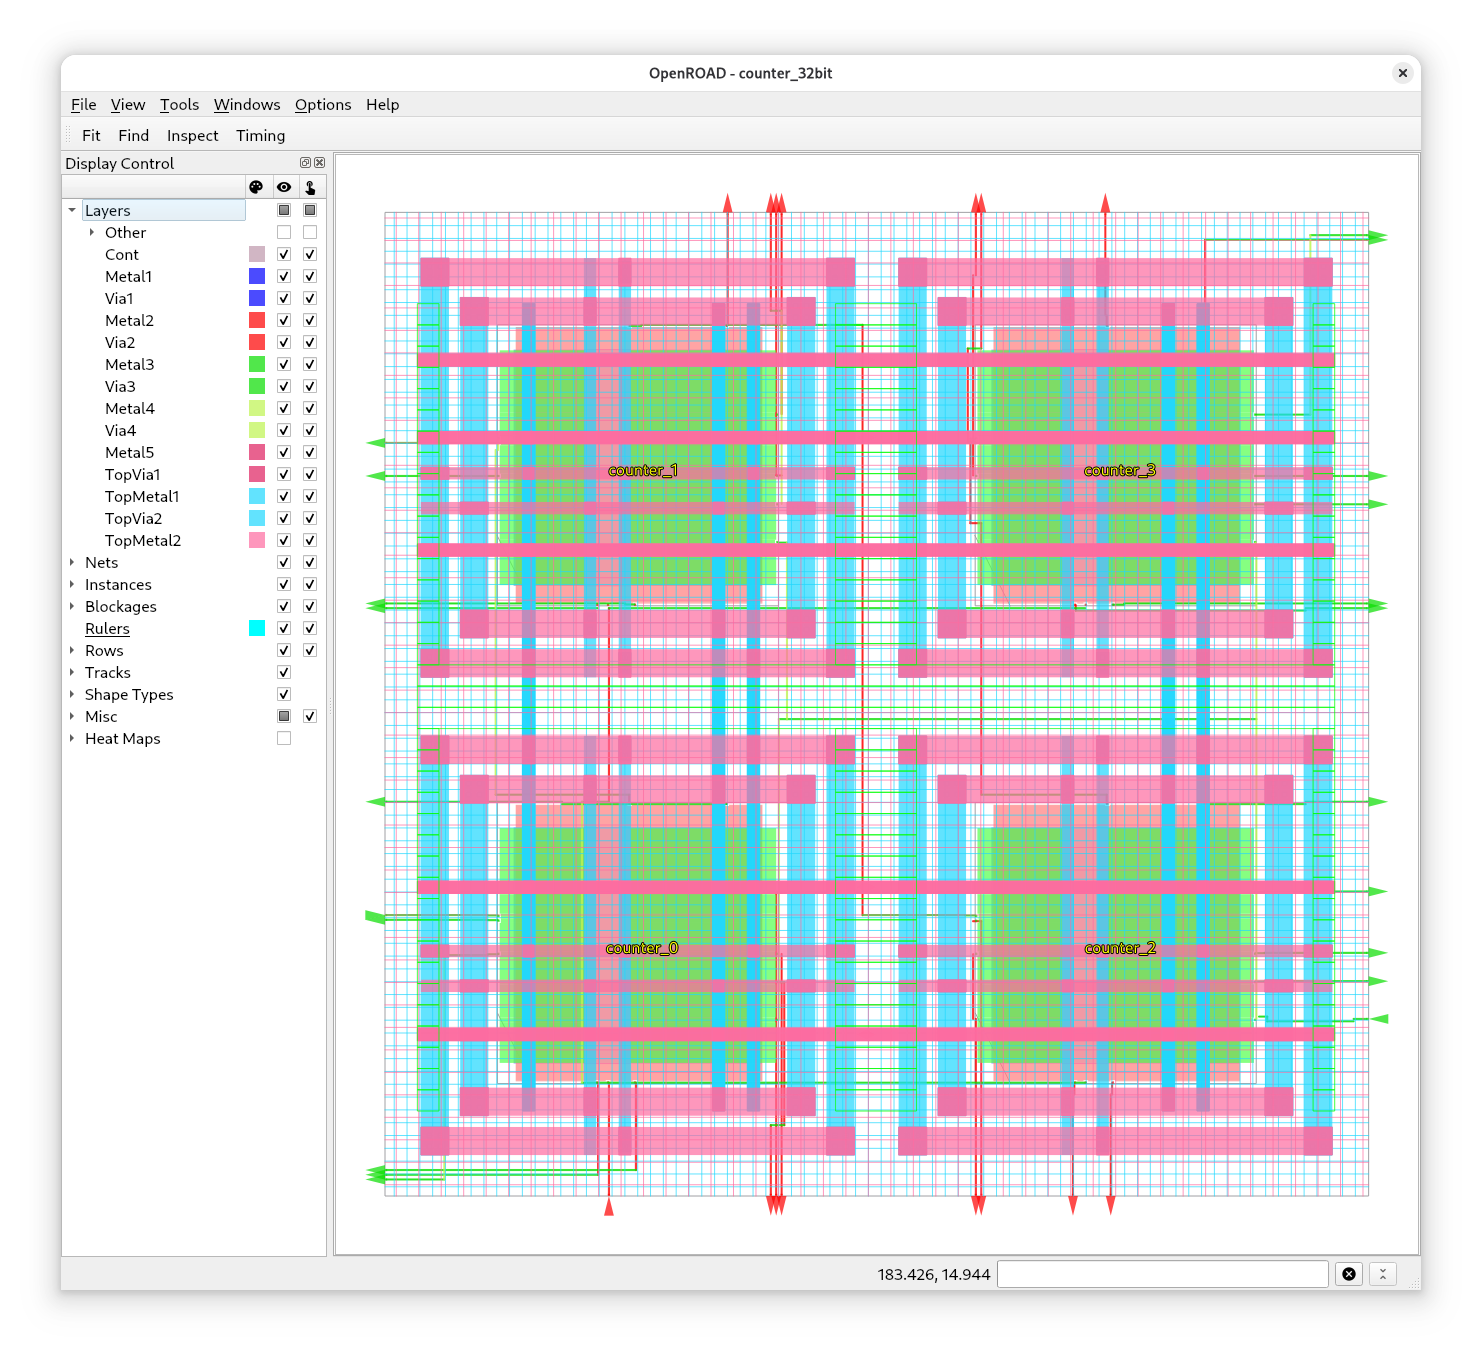 OpenROAD - counter_32bit
File View Tools Windows Options Help
Fit Find Inspect Timing
Display Control
Layers
Other
Cont
Metal1
Via1
Metal2
Via2
Metal3
Via3
Metal4
Via4
Metal5
TopVia1
TopMetal1
TopVia2
TopMetal2
Nets
Instances
Blockages
Rulers
Rows
Tracks
Shape Types
Misc
Heat Maps
counter_1
counter_3
counter_0
counter_2
183.426, 14.944